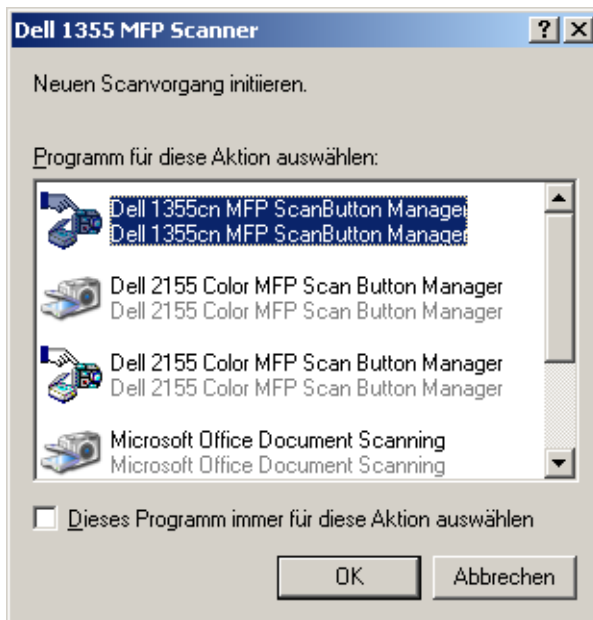 Dell 1355 MFP Scanner
Neuen Scanvorgang initiieren.
Programm für diese Aktion auswählen:
Dell 1355cn MFP ScanButton Manager
Dell 1355cn MFP ScanButton Manager
Dell 2155 Color MFP Scan Button Manager
Dell 2155 Color MFP Scan Button Manager
Dell 2155 Color MFP Scan Button Manager
Dell 2155 Color MFP Scan Button Manager
Microsoft Office Document Scanning
Microsoft Office Document Scanning
Dieses Programm immer für diese Aktion auswählen
OK Abbrechen